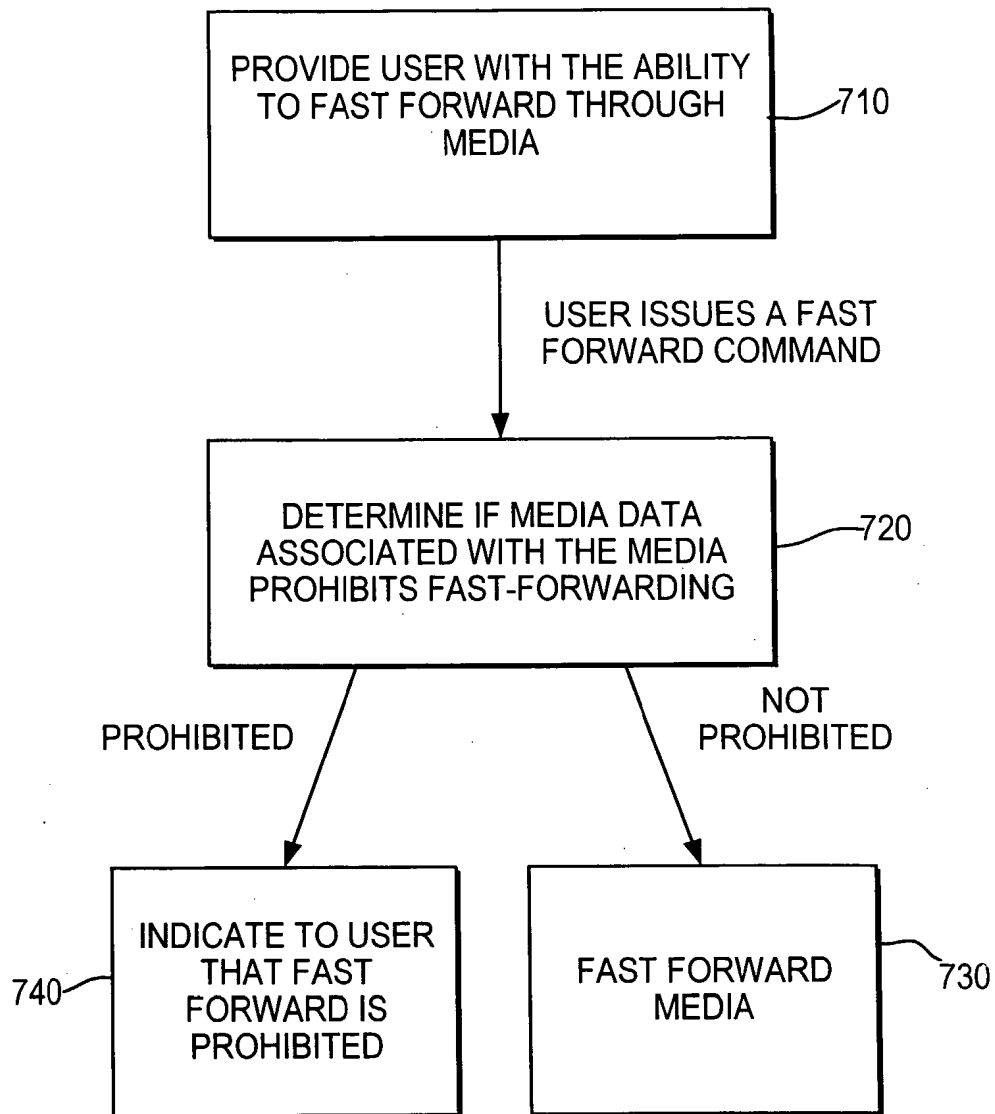 PROVIDE USER WITH THE ABILITY
TO FAST FORWARD THROUGH
MEDIA
710
USER ISSUES A FAST
FORWARD COMMAND
DETERMINE IF MEDIA DATA
ASSOCIATED WITH THE MEDIA
PROHIBITS FAST-FORWARDING
720
PROHIBITED
NOT
PROHIBITED
INDICATE TO USER
THAT FAST
FORWARD IS
PROHIBITED
740
FAST FORWARD
MEDIA
730